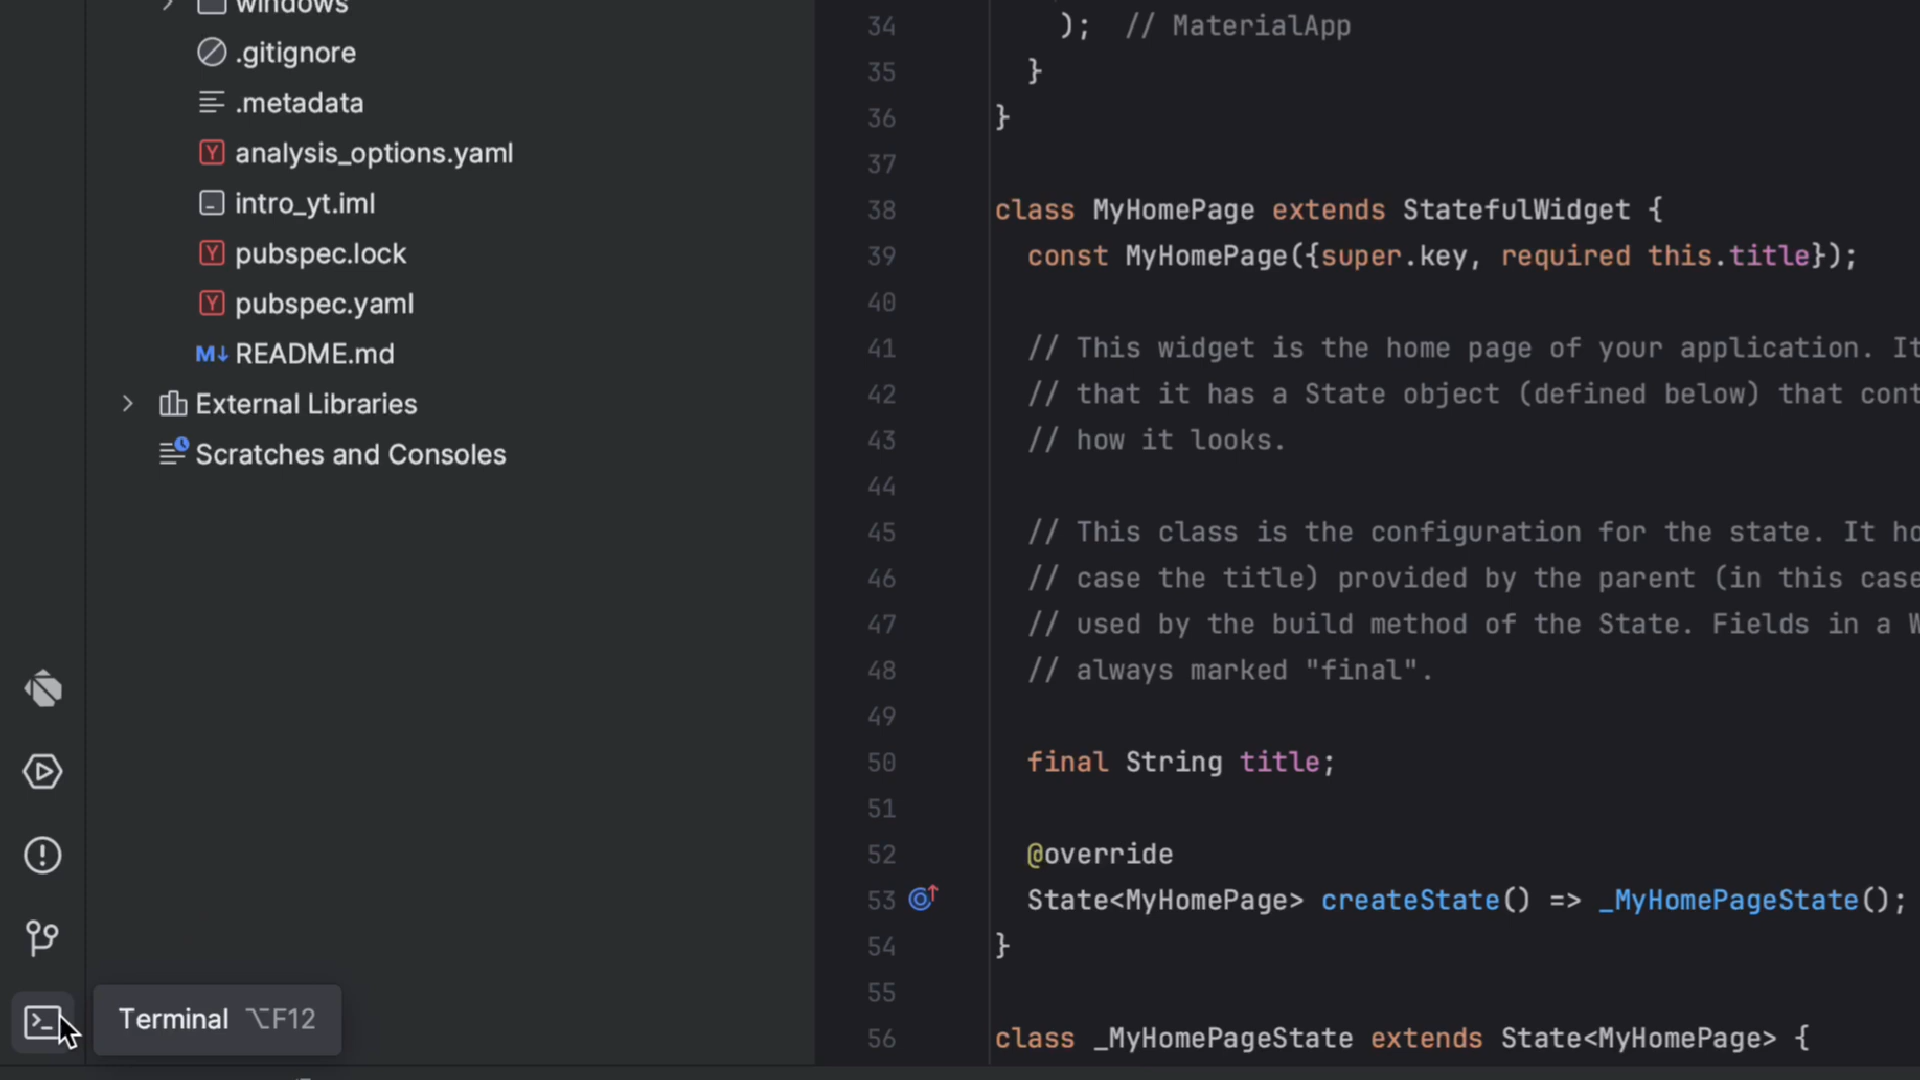 windows
.gitignore
.metadata
Y analysis_options.yaml
intro_yt.iml
Y pubspec.lock
Y pubspec.yaml
M↓ README.md
External Libraries
Scratches and Consoles
Terminal ⌥F12
34 ); // MaterialApp
35 }
36 }
37
38 class MyHomePage extends StatefulWidget {
39 const MyHomePage({super.key, required this.title});
40
41 // This widget is the home page of your application. It
42 // that it has a State object (defined below) that cont
43 // how it looks.
44
45 // This class is the configuration for the state. It ho
46 // case the title) provided by the parent (in this case
47 // used by the build method of the State. Fields in a W
48 // always marked "final".
49
50 final String title;
51
52 @override
53 State<MyHomePage> createState() => _MyHomePageState();
54 }
55
56 class _MyHomePageState extends State<MyHomePage> {